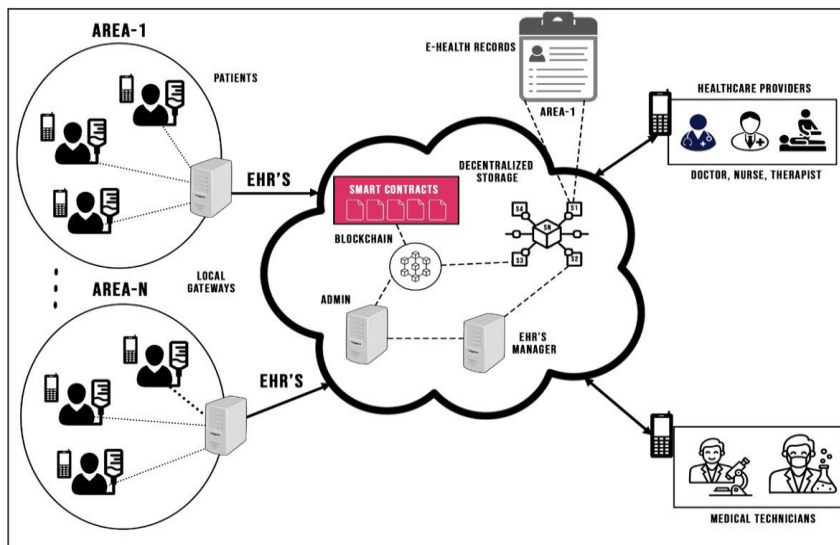 AREA-1
PATIENTS
E-HEALTH RECORDS
AREA-1
HEALTHCARE PROVIDERS
DOCTOR, NURSE, THERAPIST
EHR'S
SMART CONTRACTS
DECENTRALIZED
STORAGE
S4
S1
SN
S3
S2
BLOCKCHAIN
LOCAL
GATEWAYS
AREA-N
ADMIN
EHR'S
MANAGER
EHR'S
MEDICAL TECHNICIANS